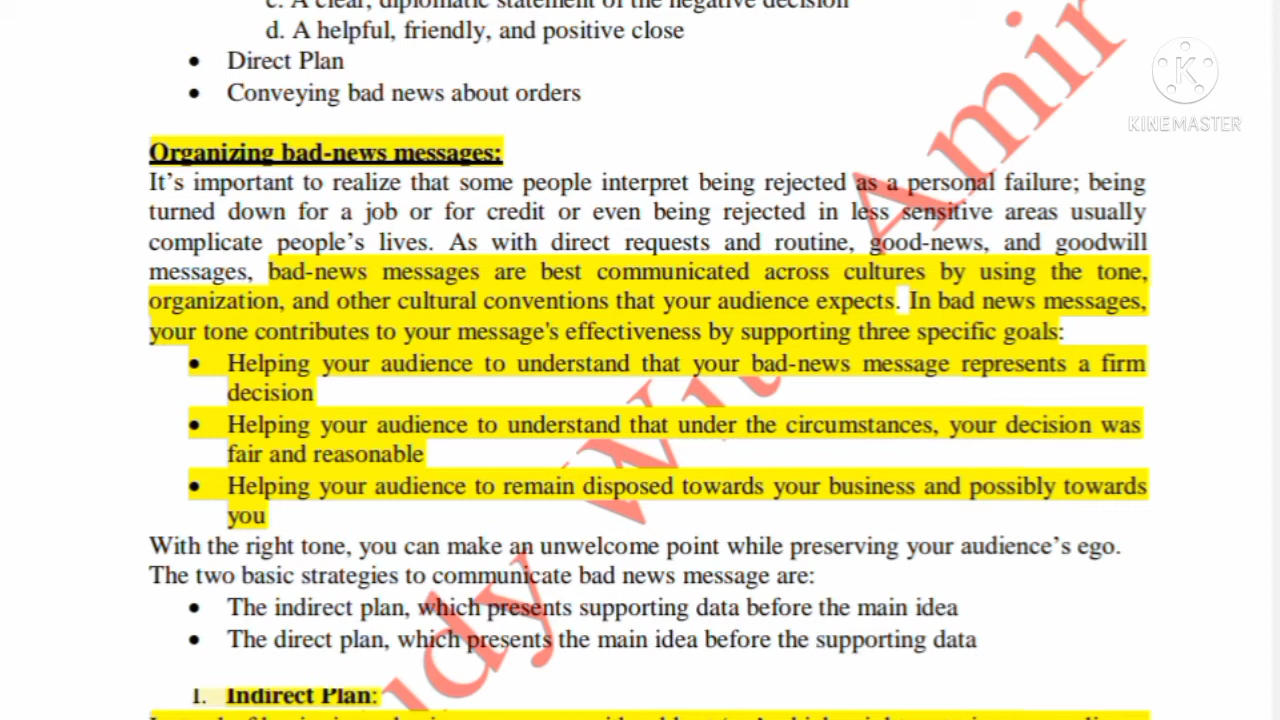 c. A clear, diplomatic statement of the negative decision
d. A helpful, friendly, and positive close
• Direct Plan
• Conveying bad news about orders
KINEMASTER
Organizing bad-news messages:
It's important to realize that some people interpret being rejected as a personal failure; being
turned down for a job or for credit or even being rejected in less sensitive areas usually
complicate people's lives. As with direct requests and routine, good-news, and goodwill
messages, bad-news messages are best communicated across cultures by using the tone,
organization, and other cultural conventions that your audience expects. In bad news messages,
your tone contributes to your message's effectiveness by supporting three specific goals:
• Helping your audience to understand that your bad-news message represents a firm
decision
• Helping your audience to understand that under the circumstances, your decision was
fair and reasonable
• Helping your audience to remain disposed towards your business and possibly towards
you
With the right tone, you can make an unwelcome point while preserving your audience's ego.
The two basic strategies to communicate bad news message are:
• The indirect plan, which presents supporting data before the main idea
• The direct plan, which presents the main idea before the supporting data
I. Indirect Plan: